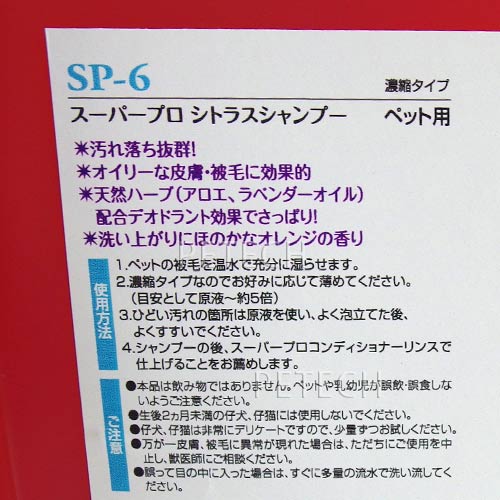 SP-6
濃縮タイプ
スーパープロ シトラスシャンプー ペット用
＊汚れ落ち抜群!
＊オイリーな皮膚・被毛に効果的
＊天然ハーブ(アロエ、ラベンダーオイル)
配合デオドラント効果でさっぱり!
＊洗い上がりにほのかなオレンジの香り
PETECH
使用方法
1.ペットの被毛を温水で充分に湿らせます。
2.濃縮タイプなのでお好みに応じて薄めてください。
(目安として原液〜約5倍)
3.ひどい汚れの箇所は原液を使い、よく泡立てた後、
よくすすいでください。
4.シャンプーの後、スーパープロコンディショナーリンスで
仕上げることをお薦めします。
PETECH
ご注意
●本品は飲み物ではありません。ペットや乳幼児が誤飲・誤食しな
いようご注意ください。
●生後2ヵ月未満の仔犬、仔猫には使用しないでください。
●仔犬、仔猫は非常にデリケートですので、少量ずつお試しください。
●万が一皮膚、被毛に異常が現れた場合は、ただちにご使用を中
止し、獣医師にご相談ください。
●誤って目の中に入った場合は、すぐに多量の流水で洗い流してく
ださい。